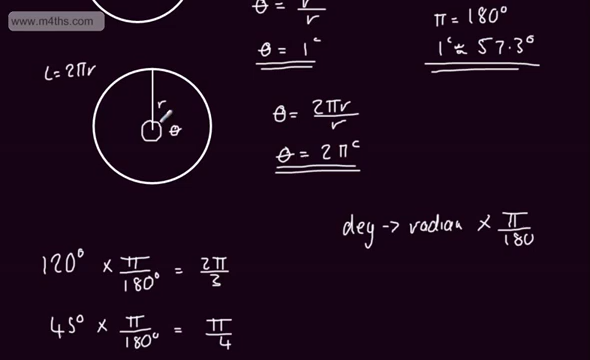 www.m4ths.com
θ = r/r
θ = 1ᶜ
π = 180°
1ᶜ ≈ 57.3°
L = 2πr
r
θ
θ = 2πr/r
θ = 2πᶜ
deg -> radian × π/180
120° × π/180° = 2π/3
45° × π/180° = π/4